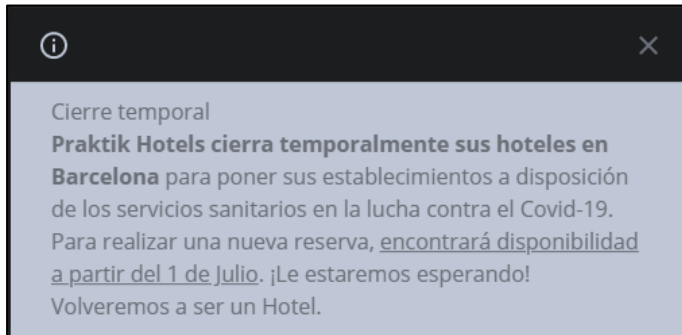 Cierre temporal
Praktik Hotels cierra temporalmente sus hoteles en
Barcelona para poner sus establecimientos a disposición
de los servicios sanitarios en la lucha contra el Covid-19.
Para realizar una nueva reserva, encontrará disponibilidad
a partir del 1 de Julio. ¡Le estaremos esperando!
Volveremos a ser un Hotel.